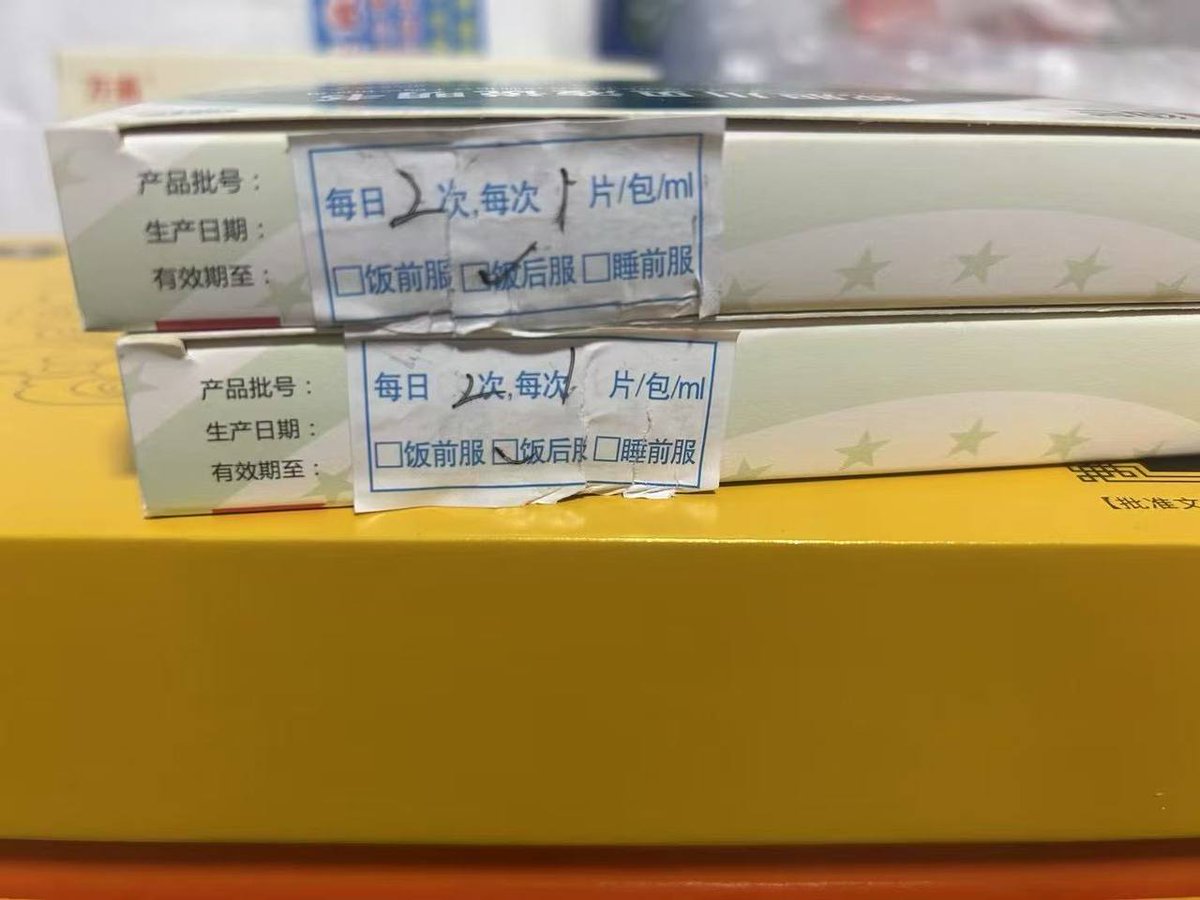 产品批号：
生产日期：
有效期至：
每日2次,每次1片/包/ml
□饭前服 ☑饭后服 □睡前服
产品批号：
生产日期：
有效期至：
每日2次,每次1片/包/ml
□饭前服 ☑饭后服 □睡前服
【批准文